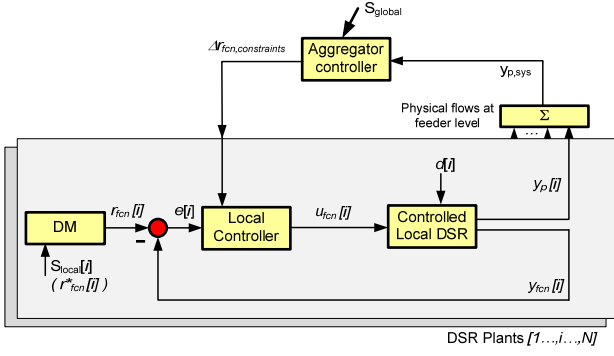 S_global
Δr_fcn,constraints
Aggregator
controller
y_p,sys
Physical flows at
feeder level
Σ
...
d[i]
y_p [i]
r_fcn [i]
e[i]
DM
Local
Controller
u_fcn [i]
Controlled
Local DSR
S_local[i]
( r*_fcn [i] )
y_fcn [i]
DSR Plants [1...,i...,N]